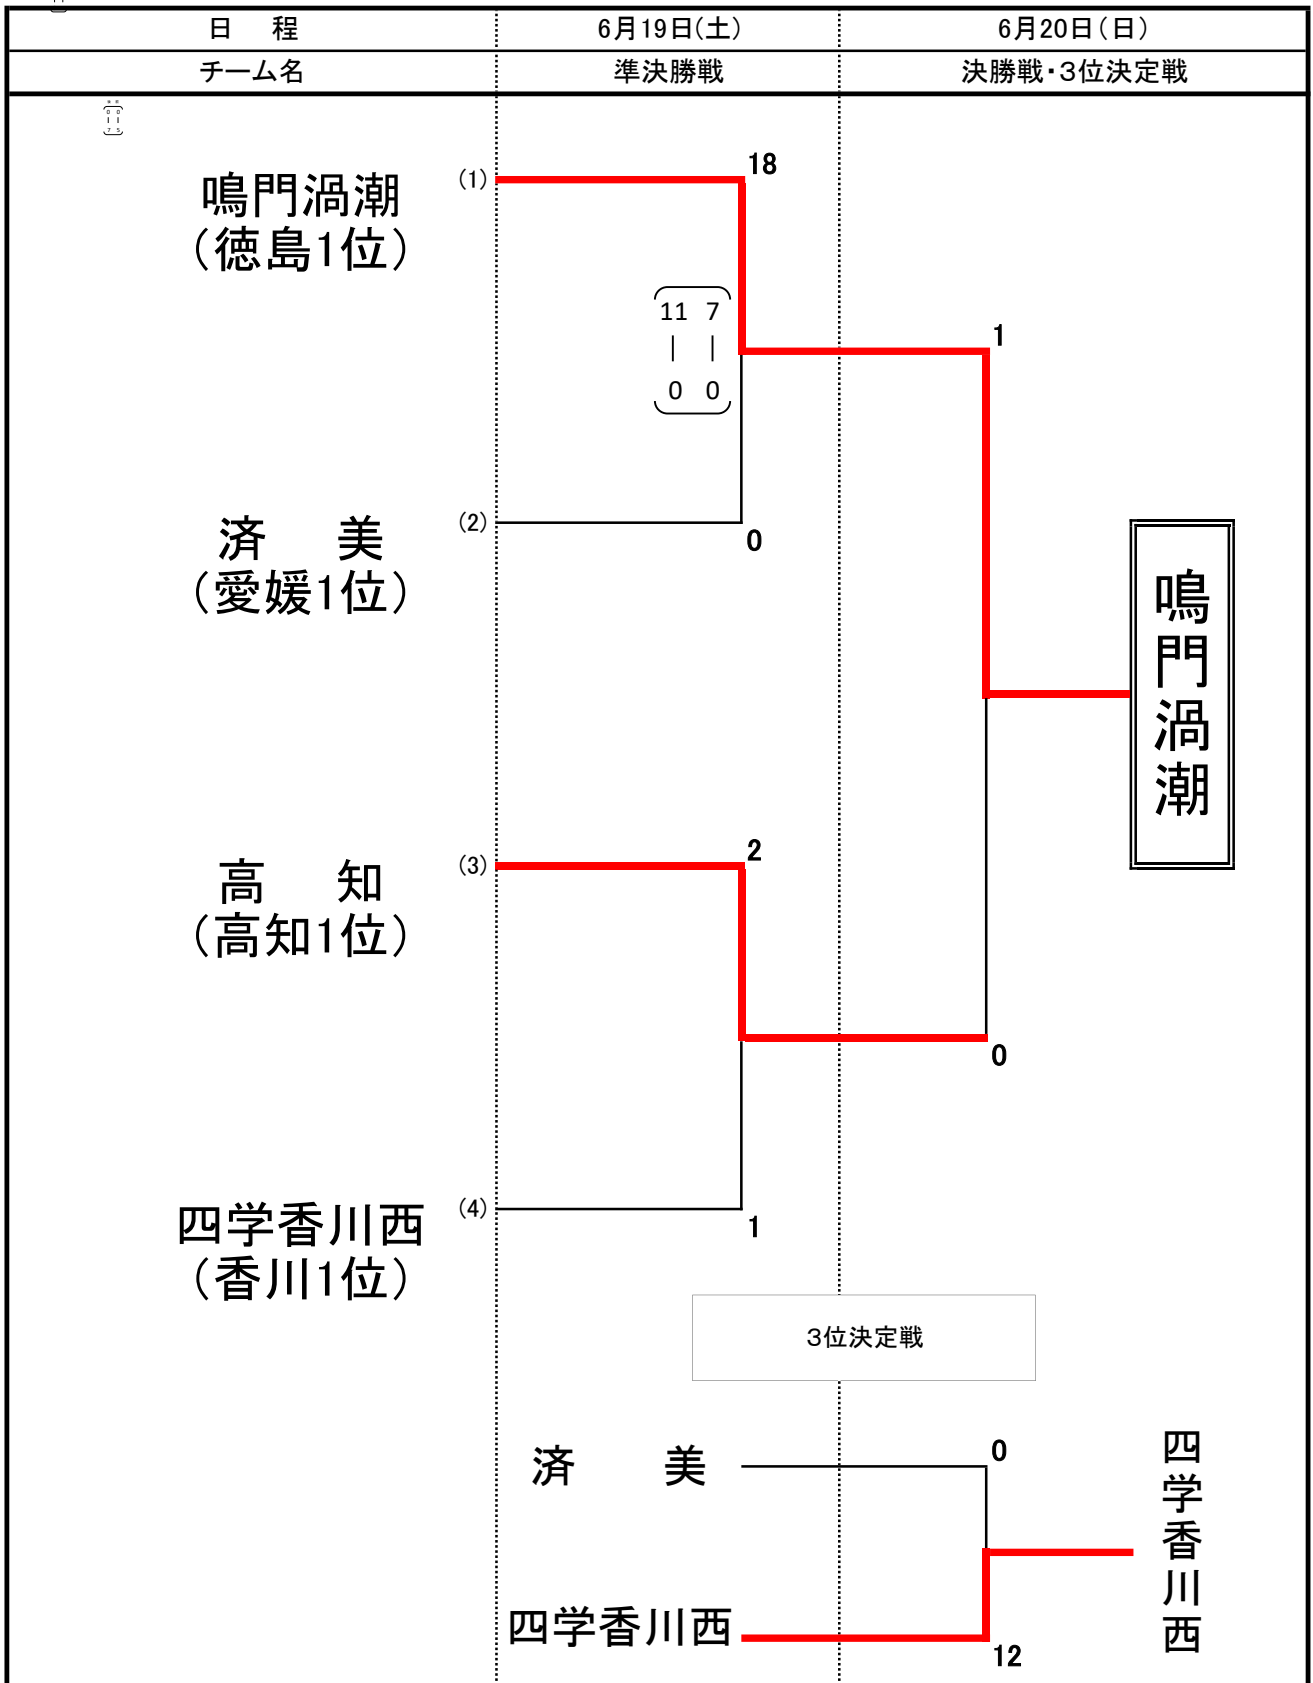 日　程　6月19日(土)　6月20日(日)
チーム名　準決勝戦　決勝戦・3位決定戦
鳴門渦潮　(1)　18
(徳島1位)
11　7
｜　｜
0　0
1
済　美　(2)　0
(愛媛1位)
鳴門渦潮
高　知　(3)　2
(高知1位)
0
四学香川西　(4)　1
(香川1位)
3位決定戦
済　美　0
四学香川西
四学香川西　12